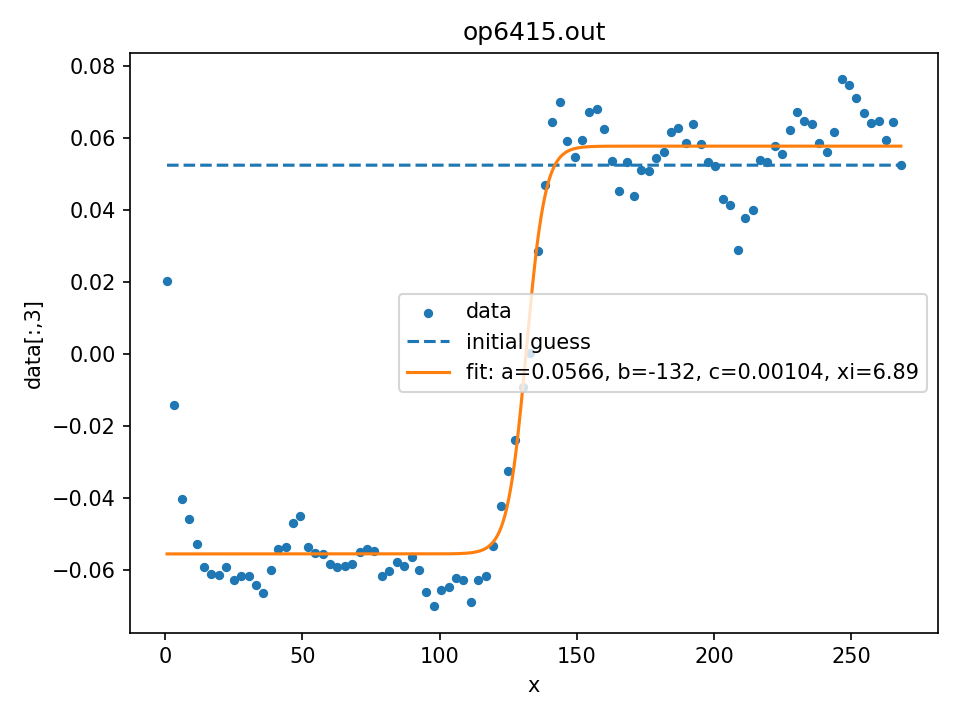 op6415.out
0.08
0.06
0.04
0.02
0.00
−0.02
−0.04
−0.06
data[:,3]
data
initial guess
fit: a=0.0566, b=-132, c=0.00104, xi=6.89
0 50 100 150 200 250
x